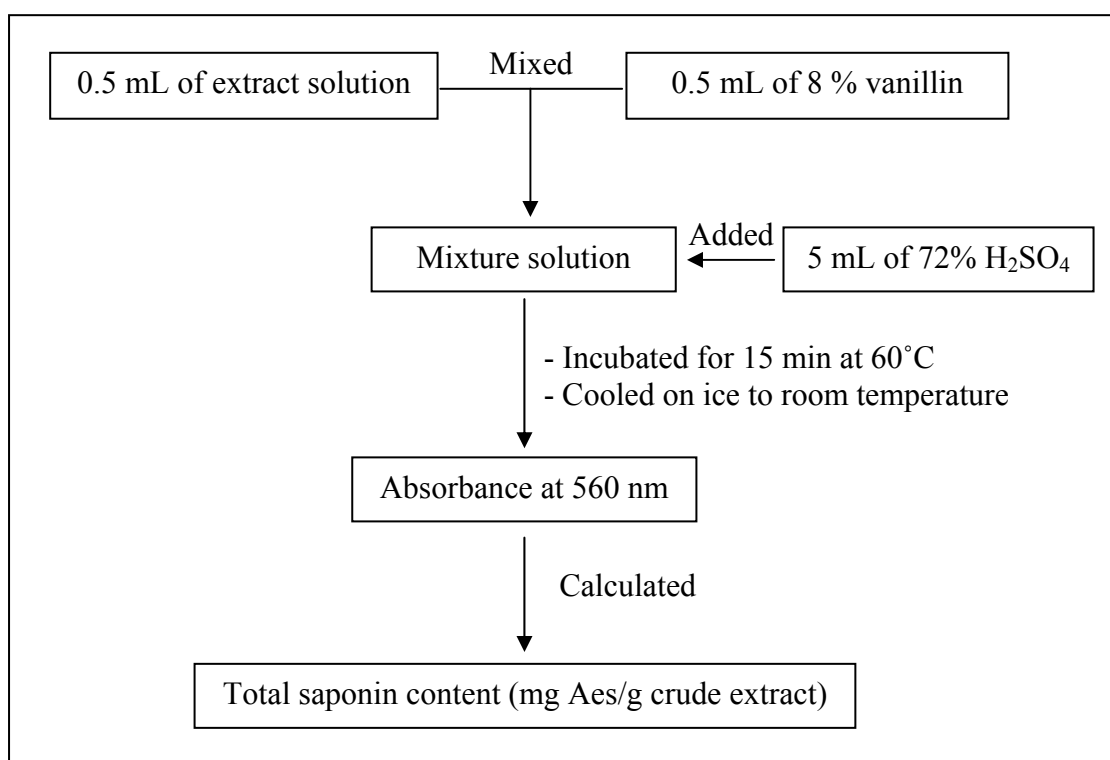 Mixed
0.5 mL of extract solution
0.5 mL of 8 % vanillin
Mixture solution
Added
5 mL of 72% H₂SO₄
- Incubated for 15 min at 60˚C
- Cooled on ice to room temperature
Absorbance at 560 nm
Calculated
Total saponin content (mg Aes/g crude extract)